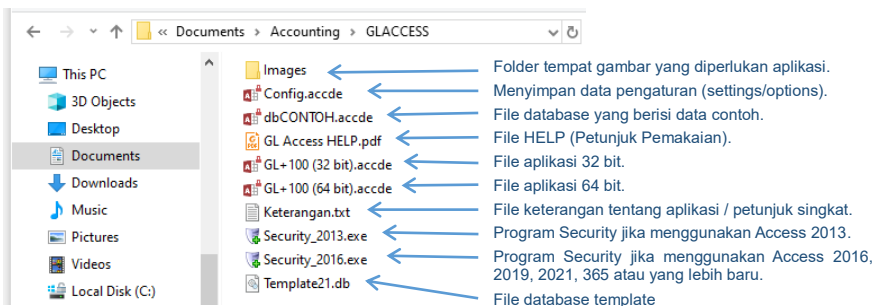 « Documents > Accounting > GLACCESS
This PC
3D Objects
Desktop
Documents
Downloads
Music
Pictures
Videos
Local Disk (C:)
Images
Config.accde
dbCONTOH.accde
GL Access HELP.pdf
GL+100 (32 bit).accde
GL+100 (64 bit).accde
Keterangan.txt
Security_2013.exe
Security_2016.exe
Template21.db
Folder tempat gambar yang diperlukan aplikasi.
Menyimpan data pengaturan (settings/options).
File database yang berisi data contoh.
File HELP (Petunjuk Pemakaian).
File aplikasi 32 bit.
File aplikasi 64 bit.
File keterangan tentang aplikasi / petunjuk singkat.
Program Security jika menggunakan Access 2013.
Program Security jika menggunakan Access 2016,
2019, 2021, 365 atau yang lebih baru.
File database template